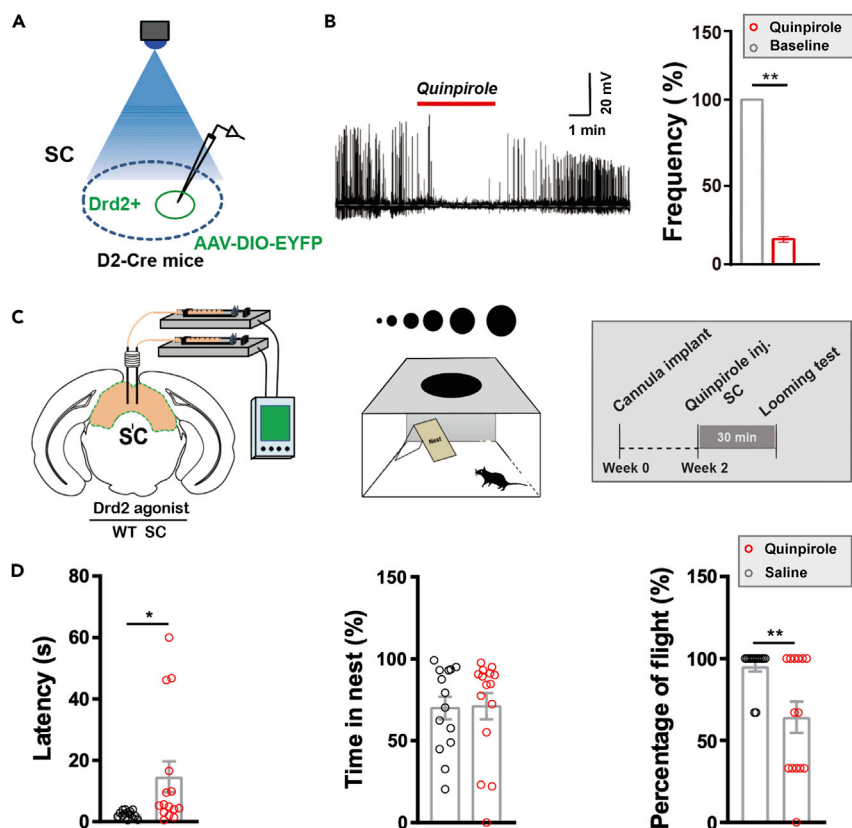 A
SC
Drd2+
AAV-DIO-EYFP
D2-Cre mice
B
Quinpirole
20 mV
1 min
Frequency ( %)
150
100
50
0
**
Quinpirole
Baseline
C
SC
Drd2 agonist
WT SC
Nest
Cannula implant
Quinpirole inj.
SC
Looming test
30 min
Week 0
Week 2
D
Latency (s)
80
60
40
20
0
*
Time in nest (%)
150
100
50
0
Percentage of flight (%)
150
100
50
0
**
Quinpirole
Saline